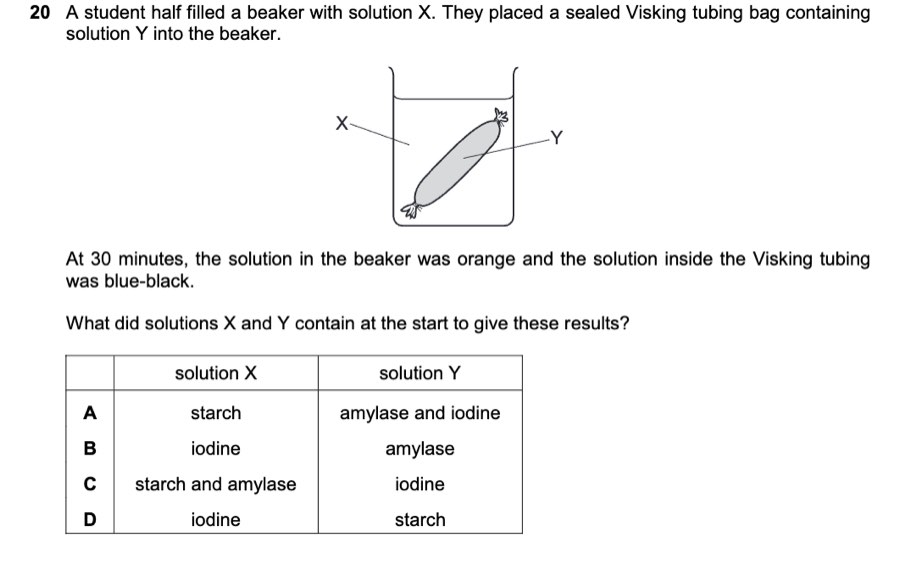 20 A student half filled a beaker with solution X. They placed a sealed Visking tubing bag containing
solution Y into the beaker.
X
Y
At 30 minutes, the solution in the beaker was orange and the solution inside the Visking tubing
was blue-black.
What did solutions X and Y contain at the start to give these results?
solution X solution Y
A starch amylase and iodine
B iodine amylase
C starch and amylase iodine
D iodine starch